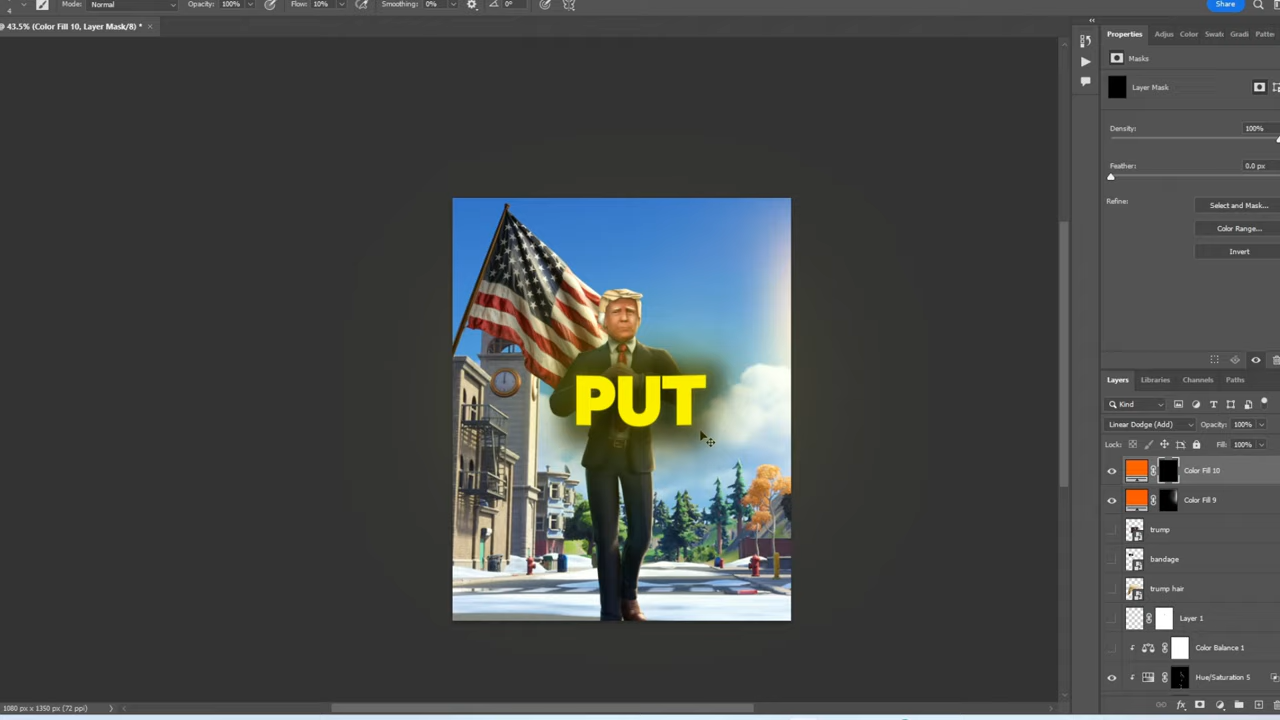 Mode: Normal Opacity: 100% Flow: 10% Smoothing: 0% 0° Share
43.5% (Color Fill 10, Layer Mask/8) *
Properties Adjus Color Swatc Gradi Patte
Masks
Layer Mask
Density: 100%
Feather: 0.0 px
Refine: Select and Mask...
Color Range...
Invert
PUT
Layers Libraries Channels Paths
Kind
Linear Dodge (Add) Opacity: 100%
Lock: Fill: 100%
Color Fill 10
Color Fill 9
trump
bandage
trump hair
Layer 1
Color Balance 1
Hue/Saturation 5
1080 px x 1350 px (72 ppi)